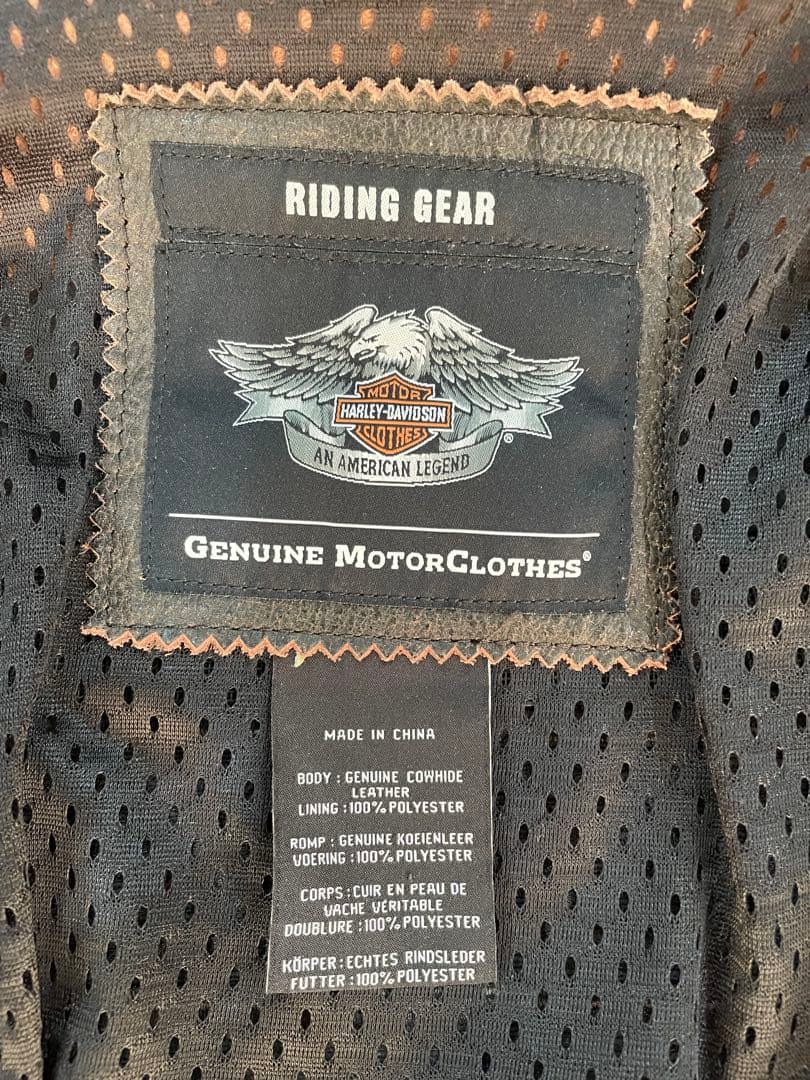 RIDING GEAR
MOTOR
HARLEY-DAVIDSON
CLOTHES
®
AN AMERICAN LEGEND
GENUINE MOTORCLOTHES®
MADE IN CHINA
BODY : GENUINE COWHIDE
LEATHER
LINING : 100% POLYESTER
ROMP : GENUINE KOEIENLEER
VOERING : 100% POLYESTER
CORPS : CUIR EN PEAU DE
VACHE VÉRITABLE
DOUBLURE : 100% POLYESTER
KÖRPER : ECHTES RINDSLEDER
FUTTER : 100% POLYESTER